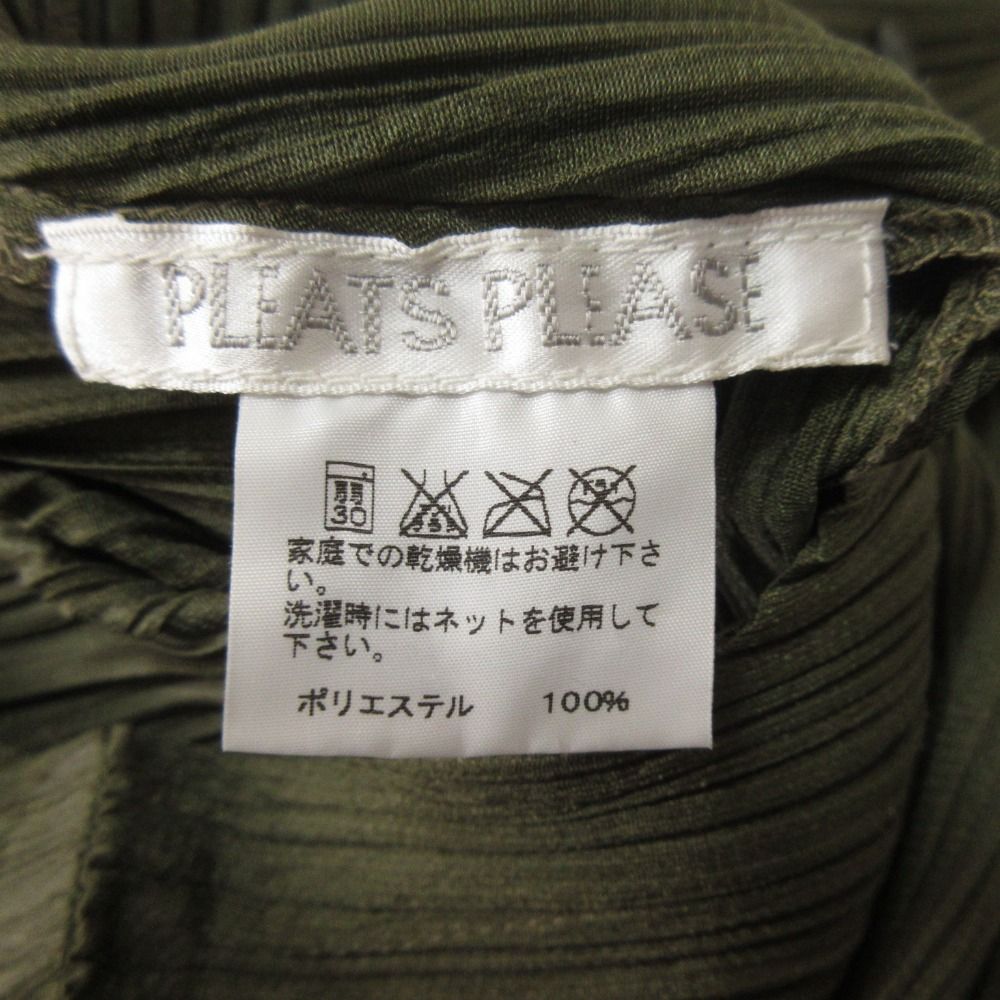 PLEATS PLEASE
弱
30
家庭での乾燥機はお避け下さ
い。
洗濯時にはネットを使用して
下さい。
ポリエステル 100%